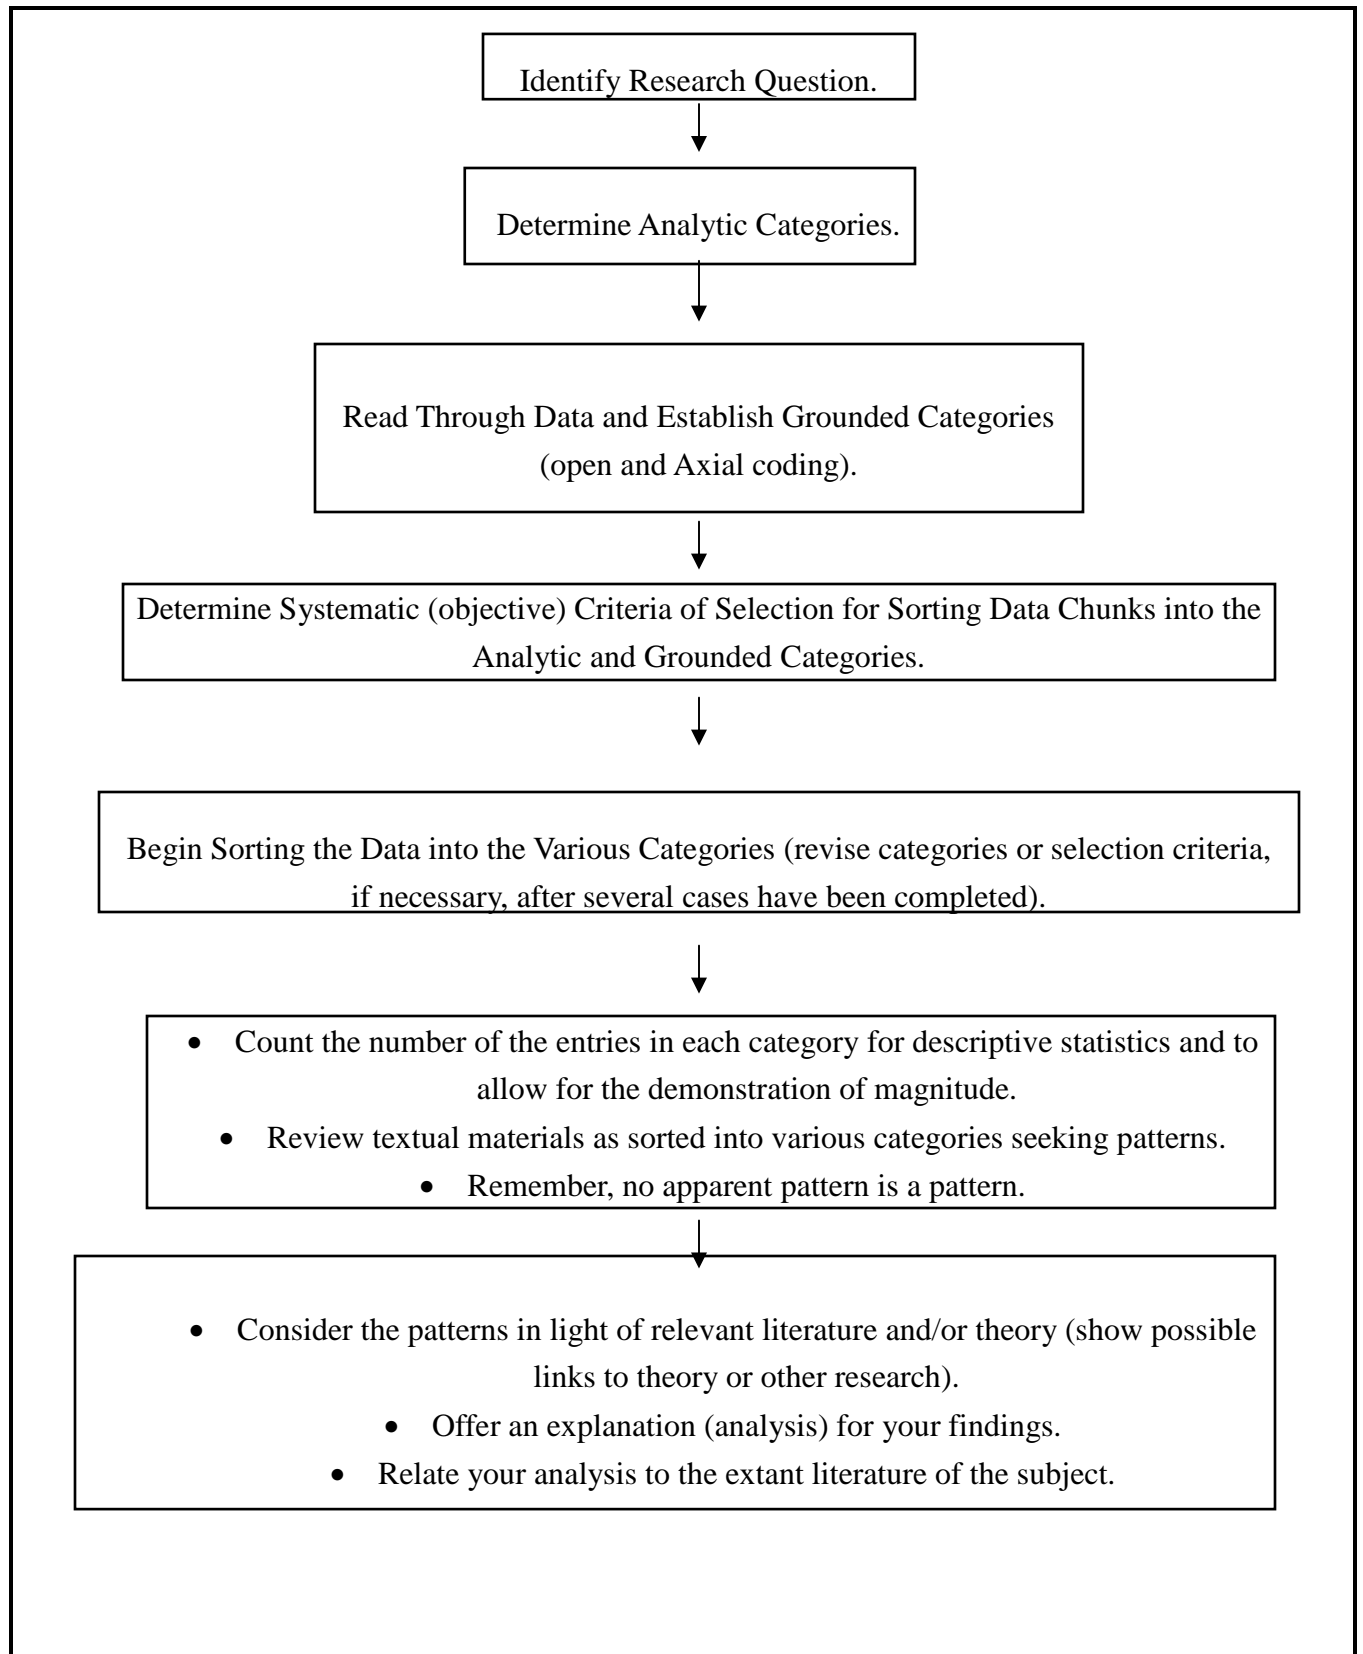 Identify Research Question.
Determine Analytic Categories.
Read Through Data and Establish Grounded Categories
(open and Axial coding).
Determine Systematic (objective) Criteria of Selection for Sorting Data Chunks into the
Analytic and Grounded Categories.
Begin Sorting the Data into the Various Categories (revise categories or selection criteria,
if necessary, after several cases have been completed).
• Count the number of the entries in each category for descriptive statistics and to
allow for the demonstration of magnitude.
• Review textual materials as sorted into various categories seeking patterns.
• Remember, no apparent pattern is a pattern.
• Consider the patterns in light of relevant literature and/or theory (show possible
links to theory or other research).
• Offer an explanation (analysis) for your findings.
• Relate your analysis to the extant literature of the subject.